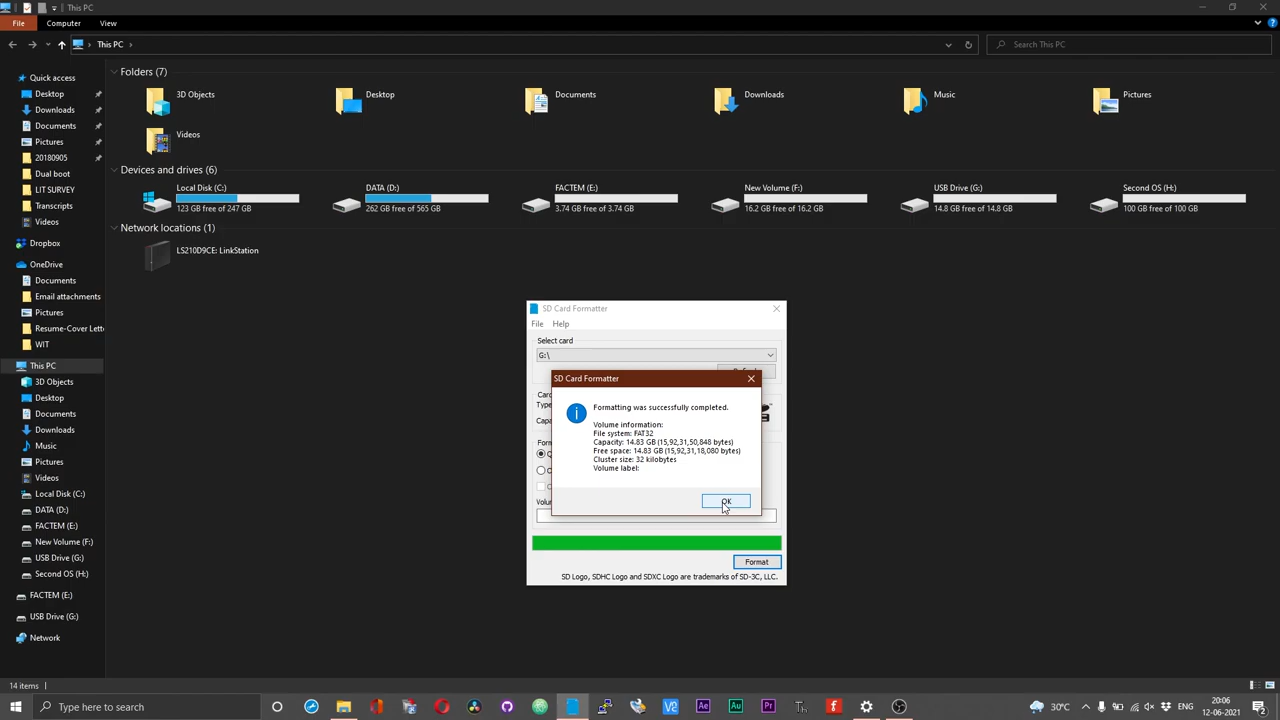 This PC
File
Computer
View
This PC
Search This PC
Quick access
Desktop
Downloads
Documents
Pictures
20180905
Dual boot
LIT SURVEY
Transcripts
Videos
Dropbox
OneDrive
Documents
Email attachments
Pictures
Resume-Cover Lette
WIT
This PC
3D Objects
Desktop
Documents
Downloads
Music
Pictures
Videos
Local Disk (C:)
DATA (D:)
FACTEM (E:)
New Volume (F:)
USB Drive (G:)
Second OS (H:)
FACTEM (E:)
USB Drive (G:)
Network
Folders (7)
3D Objects
Desktop
Documents
Downloads
Music
Pictures
Videos
Devices and drives (6)
Local Disk (C:)
123 GB free of 247 GB
DATA (D:)
262 GB free of 565 GB
FACTEM (E:)
3.74 GB free of 3.74 GB
New Volume (F:)
16.2 GB free of 16.2 GB
USB Drive (G:)
14.8 GB free of 14.8 GB
Second OS (H:)
100 GB free of 100 GB
Network locations (1)
LS210D9CE: LinkStation
SD Card Formatter
File Help
Select card
G:\
SD Card Formatter
Formatting was successfully completed.
Volume information:
File system: FAT32
Capacity: 14.83 GB (15,92,31,50,848 bytes)
Free space: 14.83 GB (15,92,31,18,080 bytes)
Cluster size: 32 kilobytes
Volume label:
OK
Format
SD Logo, SDHC Logo and SDXC Logo are trademarks of SD-3C, LLC.
14 items
Type here to search
30°C
ENG
20:06
12-06-2021